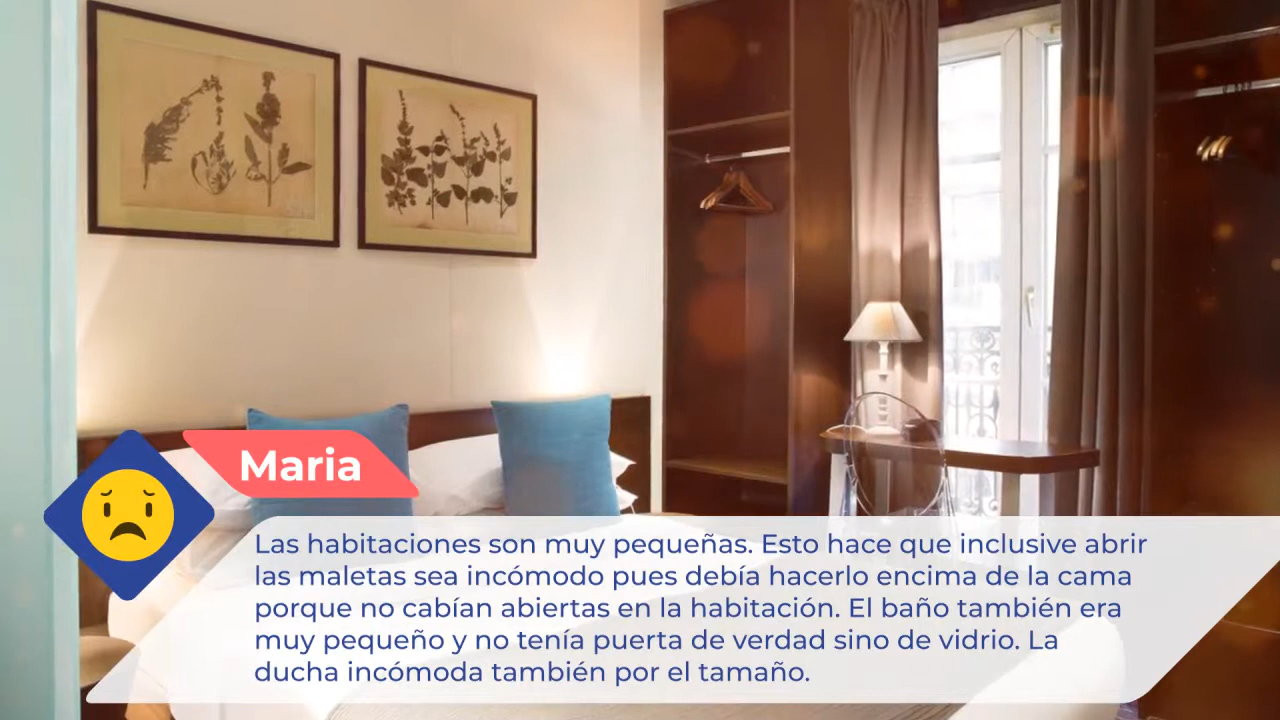 Maria
Las habitaciones son muy pequeñas. Esto hace que inclusive abrir
las maletas sea incómodo pues debía hacerlo encima de la cama
porque no cabían abiertas en la habitación. El baño también era
muy pequeño y no tenía puerta de verdad sino de vidrio. La
ducha incómoda también por el tamaño.